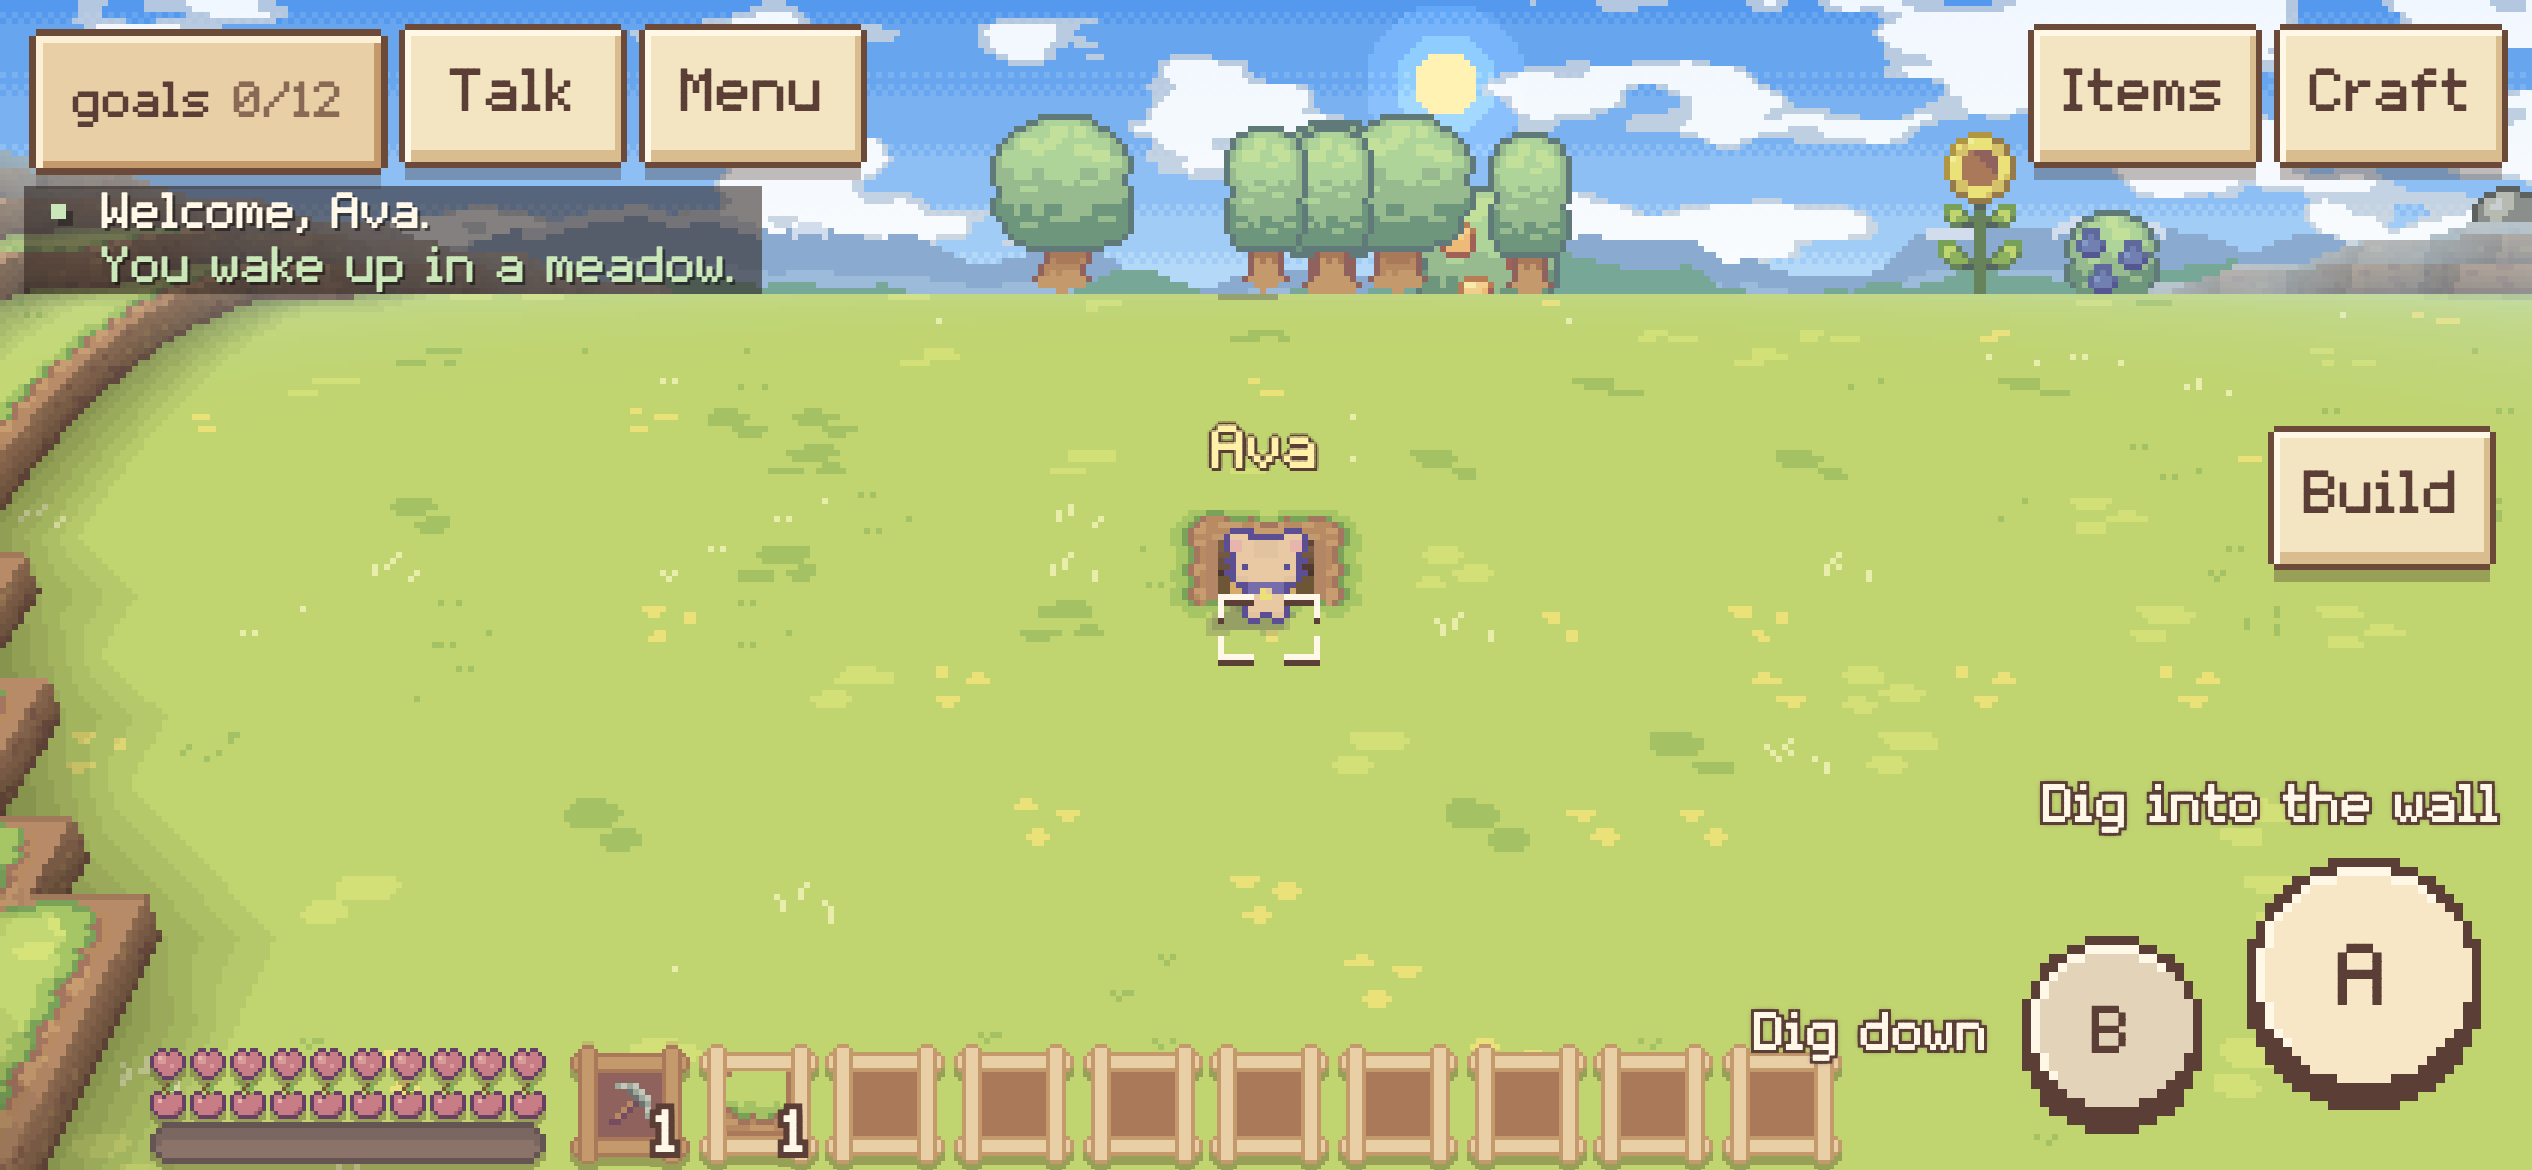 goals 0/12
Talk
Menu
Items
Craft
Welcome, Ava.
You wake up in a meadow.
Ava
Build
Dig into the wall
A
B
Dig down
1
1